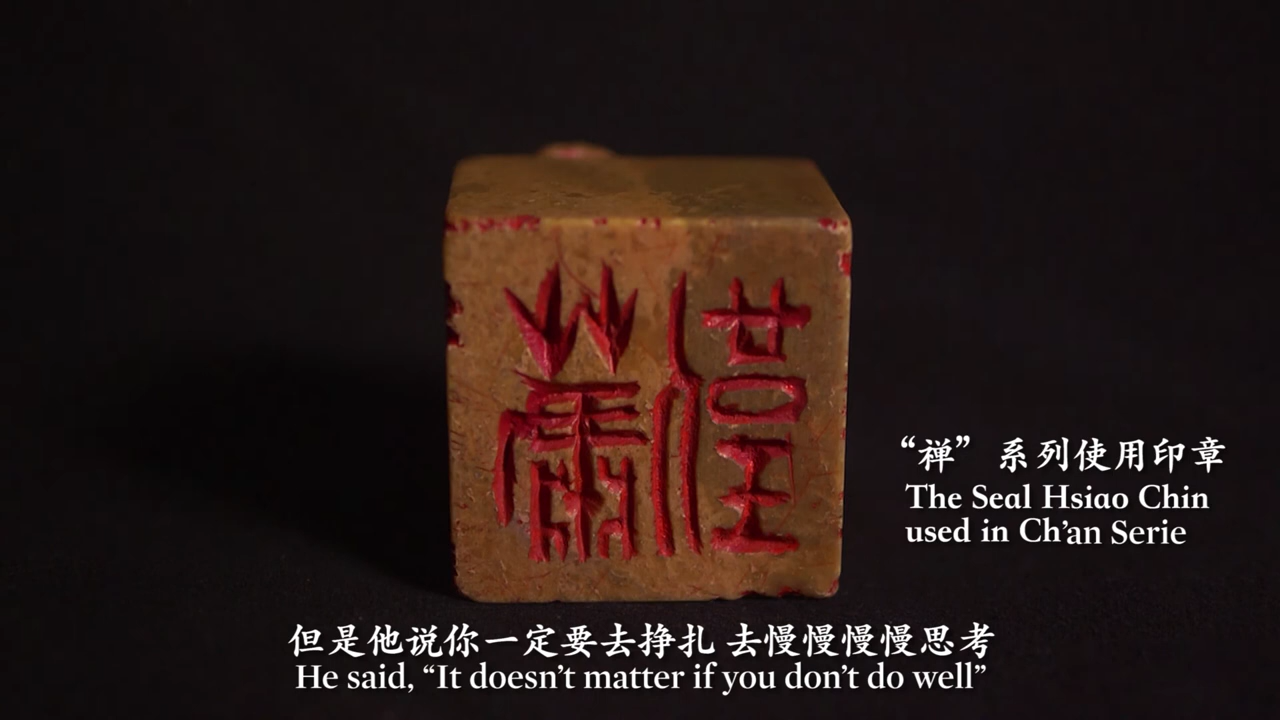 “禅”系列使用印章
The Seal Hsiao Chin
used in Ch’an Serie
但是他说你一定要去挣扎 去慢慢慢慢思考
He said, “It doesn’t matter if you don’t do well”